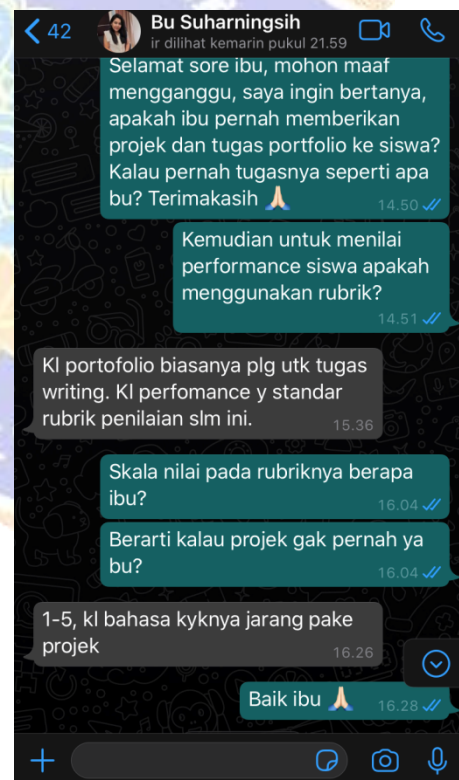 42
Bu Suharningsih
ir dilihat kemarin pukul 21.59
Selamat sore ibu, mohon maaf
mengganggu, saya ingin bertanya,
apakah ibu pernah memberikan
projek dan tugas portfolio ke siswa?
Kalau pernah tugasnya seperti apa
bu? Terimakasih 🙏🏻
14.50
Kemudian untuk menilai
performance siswa apakah
menggunakan rubrik?
14.51
Kl portofolio biasanya plg utk tugas
writing. Kl perfomance y standar
rubrik penilaian slm ini.
15.36
Skala nilai pada rubriknya berapa
ibu?
16.04
Berarti kalau projek gak pernah ya
bu?
16.04
1-5, kl bahasa kyknya jarang pake
projek
16.26
Baik ibu 🙏🏻
16.28